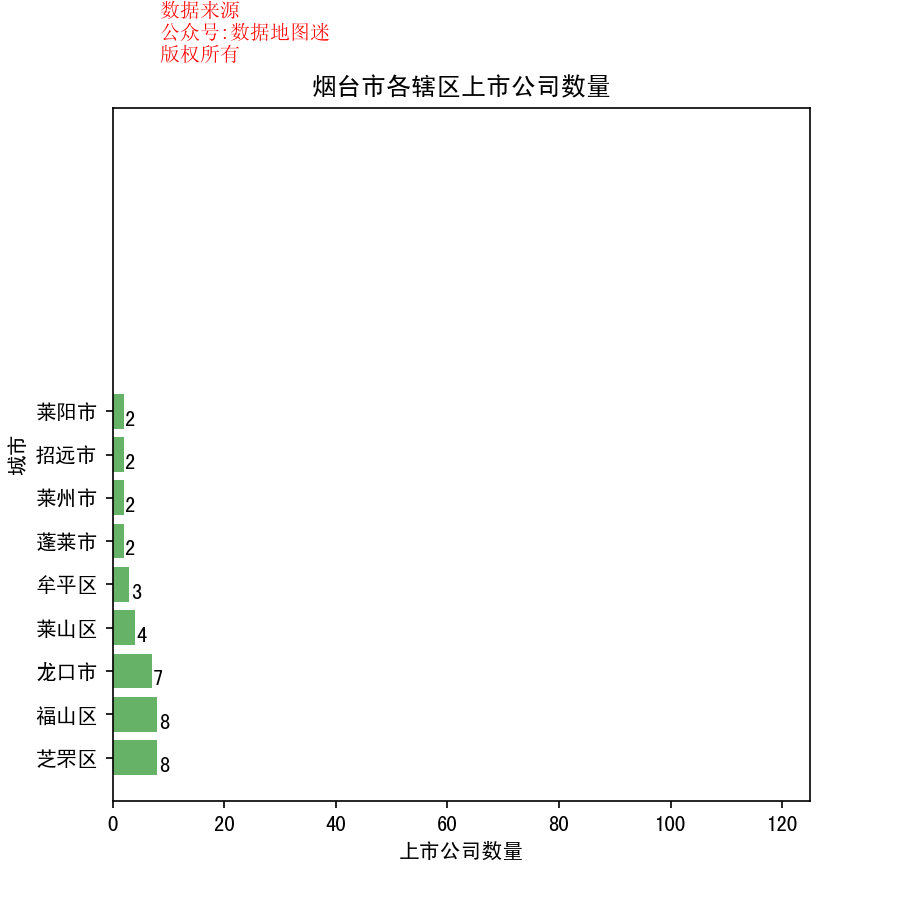 数据来源
公众号:数据地图迷
版权所有
烟台市各辖区上市公司数量
城市
莱阳市 2
招远市 2
莱州市 2
蓬莱市 2
牟平区 3
莱山区 4
龙口市 7
福山区 8
芝罘区 8
0 20 40 60 80 100 120
上市公司数量